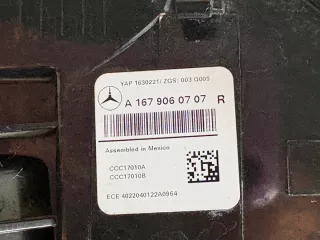 YAP 1630221/ ZGS: 003 Q005
A 167 906 07 07 R
Assembled in Mexico
CCC17010A
CCC17010B
ECE 4022040122A0964